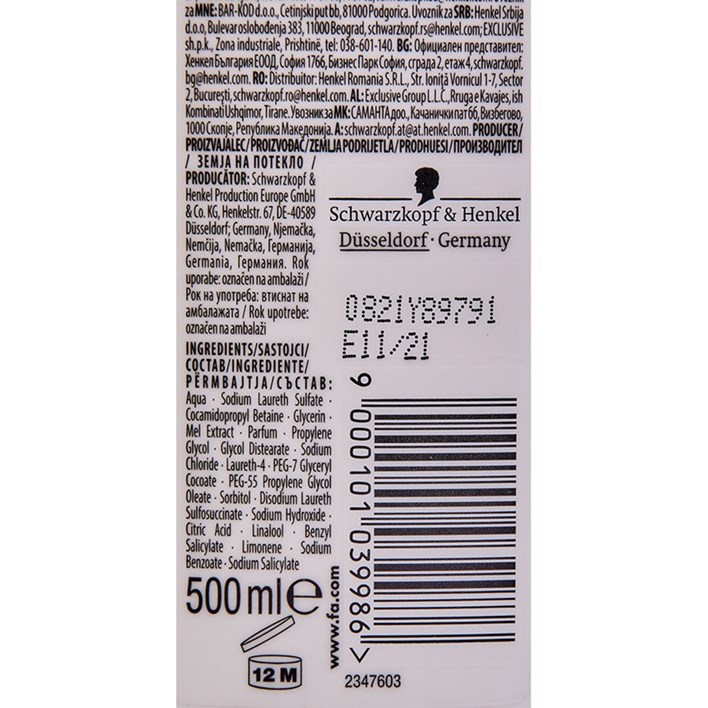 за MNE: BAR-KOD d.o.o., Cetinjski put bb, 81000 Podgorica. Uvoznik za SRB: Henkel Srbija
d.o.o, Bulevar oslobođenja 383, 11000 Beograd, schwarzkopf.rs@henkel.com; EXCLUSIVE
sh.p.k., Zona industriale, Prishtinë, tel: 038-601-140. BG: Официален представител:
Хенкел България ЕООД, София 1766, Бизнес Парк София, сграда 2, етаж 4, schwarzkopf.
bg@henkel.com. RO: Distribuitor: Henkel Romania S.R.L., Str. Ioniță Vornicul 1-7, Sector
2, București, schwarzkopf.ro@henkel.com. AL: Exclusive Group L.L.C., Rruga e Kavajes, ish
Kombinati Ushqimor, Tirane. Увозник за MK: САМАНТА доо., Качанички пат 66, Визбегово,
1000 Скопје, Република Македонија. A: schwarzkopf.at@at.henkel.com. PRODUCER/
PROIZVAJALEC/PROIZVOĐAČ/ZEMLJA PODRIJETLA/PRODHUESI/ПРОИЗВОДИТЕЛ
/ ЗЕМЈА НА ПОТЕКЛО /
PRODUCĂTOR: Schwarzkopf &
Henkel Production Europe GmbH
& Co. KG, Henkelstr. 67, DE-40589
Düsseldorf; Germany, Njemačka,
Nemčija, Nemačka, Германија,
Germania, Германия. Rok
uporabe: označen na ambalaži /
Рок на употреба: втиснат на
амбалажата / Rok upotrebe:
označen na ambalaži
Schwarzkopf & Henkel
Düsseldorf · Germany
0821Y89791
E11/21
INGREDIENTS/SASTOJCI/
СОСТАВ/INGREDIENTE/
PËRMBAJTJA/СЪСТАВ:
Aqua · Sodium Laureth Sulfate ·
Cocamidopropyl Betaine · Glycerin ·
Mel Extract · Parfum · Propylene
Glycol · Glycol Distearate · Sodium
Chloride · Laureth-4 · PEG-7 Glyceryl
Cocoate · PEG-55 Propylene Glycol
Oleate · Sorbitol · Disodium Laureth
Sulfosuccinate · Sodium Hydroxide ·
Citric Acid · Linalool · Benzyl
Salicylate · Limonene · Sodium
Benzoate · Sodium Salicylate
500 ml e
12 M
www.fa.com
9 000101 039986 >
2347603